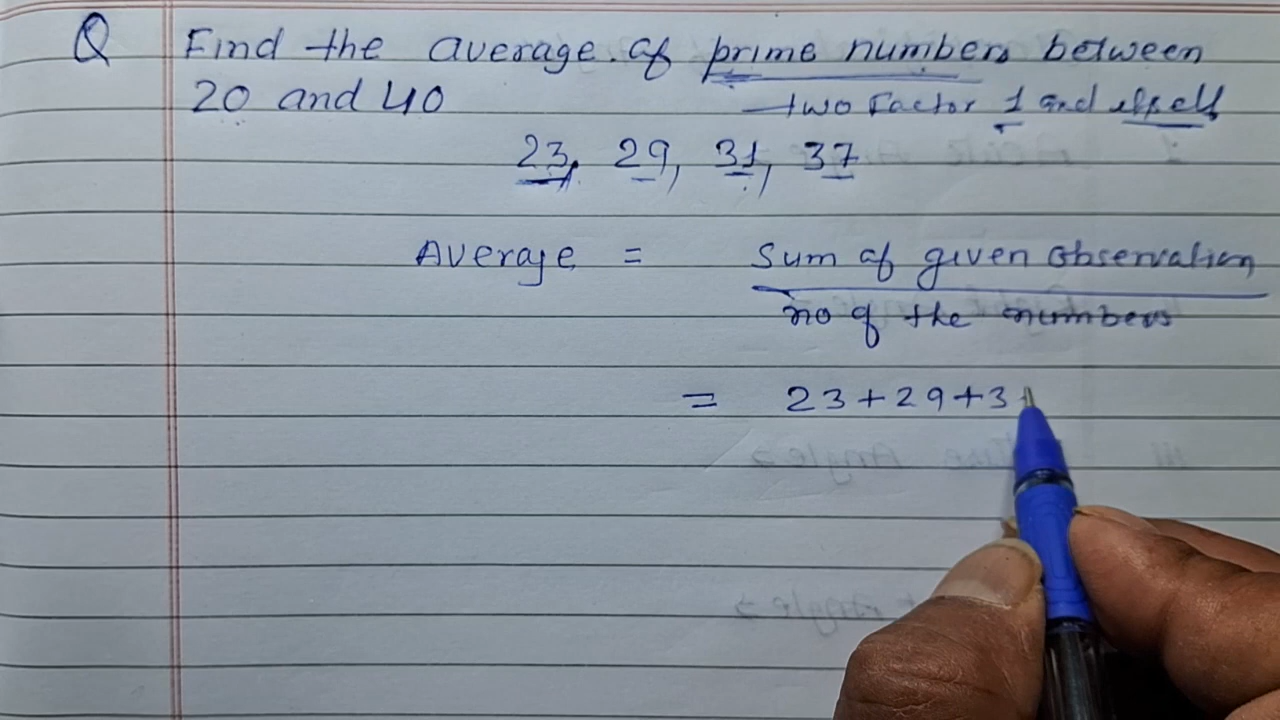 Q Find the average of prime numbers between
20 and 40 two factor 1 and itself
23, 29, 31, 37
Average = Sum of given observation
no of the numbers
= 23+29+3